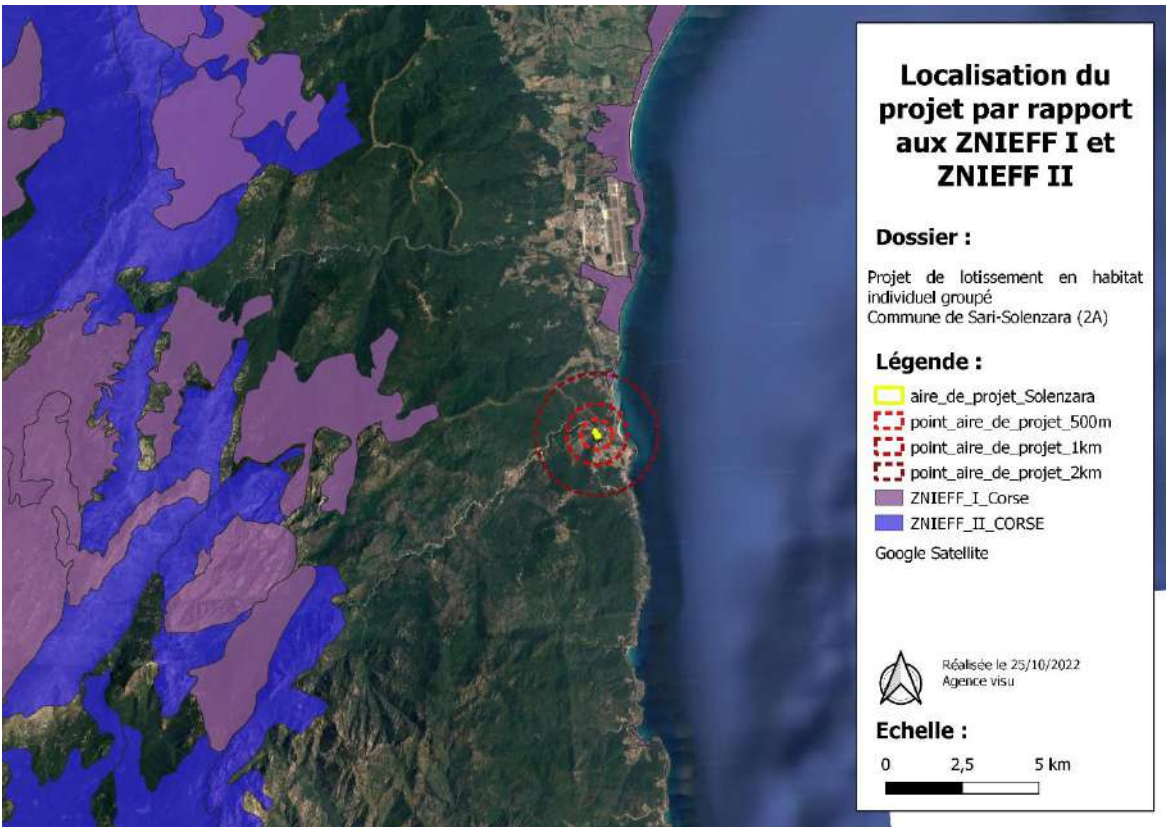 Localisation du
projet par rapport
aux ZNIEFF I et
ZNIEFF II
Dossier :
Projet de lotissement en habitat
individuel groupé
Commune de Sari-Solenzara (2A)
Légende :
aire_de_projet_Solenzara
point_aire_de_projet_500m
point_aire_de_projet_1km
point_aire_de_projet_2km
ZNIEFF_I_Corse
ZNIEFF_II_CORSE
Google Satellite
Réalisée le 25/10/2022
Agence visu
Echelle :
0 2,5 5 km